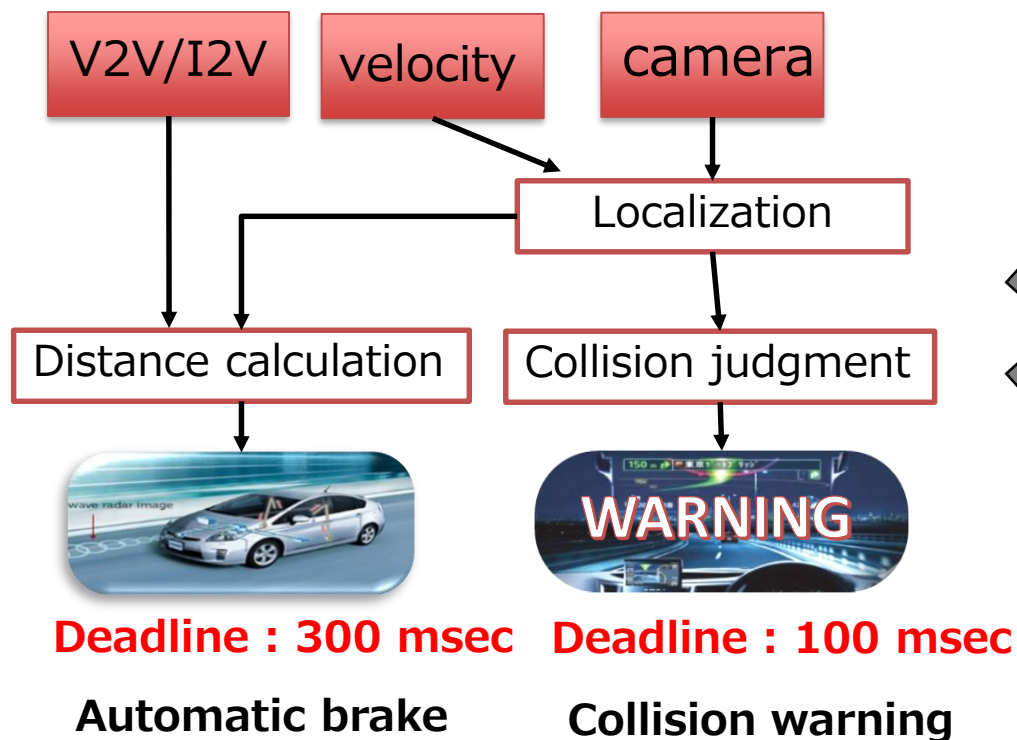 V2V/I2V
velocity
camera
Localization
Distance calculation
Collision judgment
wave radar image
150 m
WARNING
Deadline : 300 msec
Deadline : 100 msec
Automatic brake
Collision warning